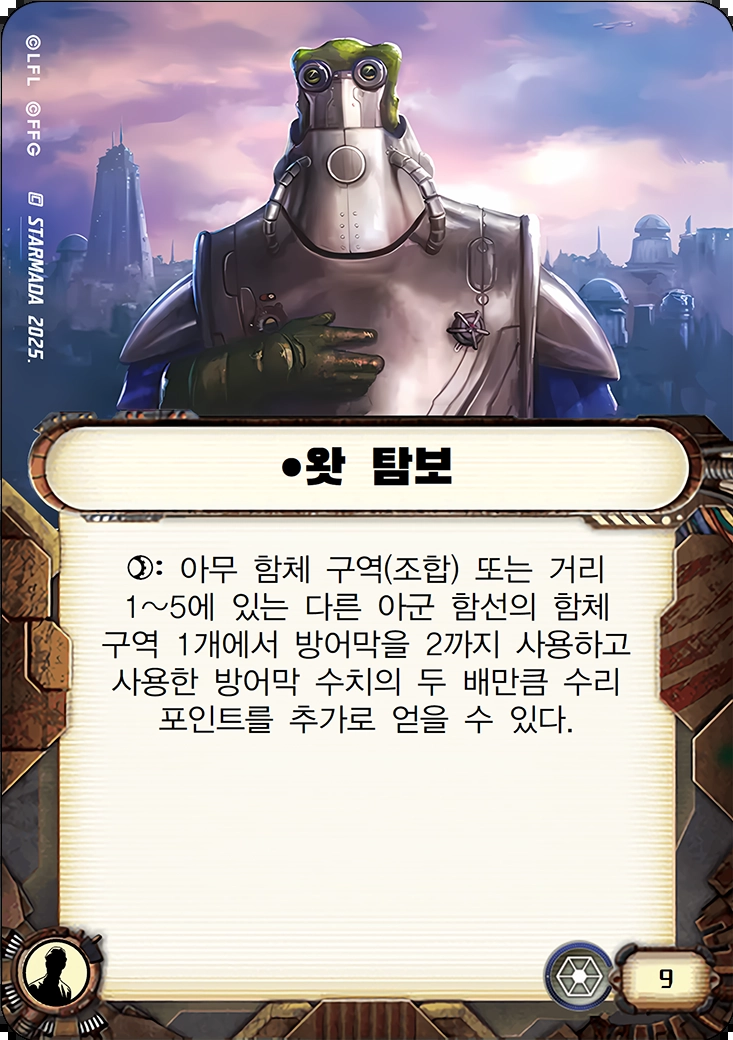 ©LFL ©FFG
STARMADA 2025.
•왓 탐보
: 아무 함체 구역(조합) 또는 거리
1~5에 있는 다른 아군 함선의 함체
구역 1개에서 방어막을 2까지 사용하고
사용한 방어막 수치의 두 배만큼 수리
포인트를 추가로 얻을 수 있다.
9